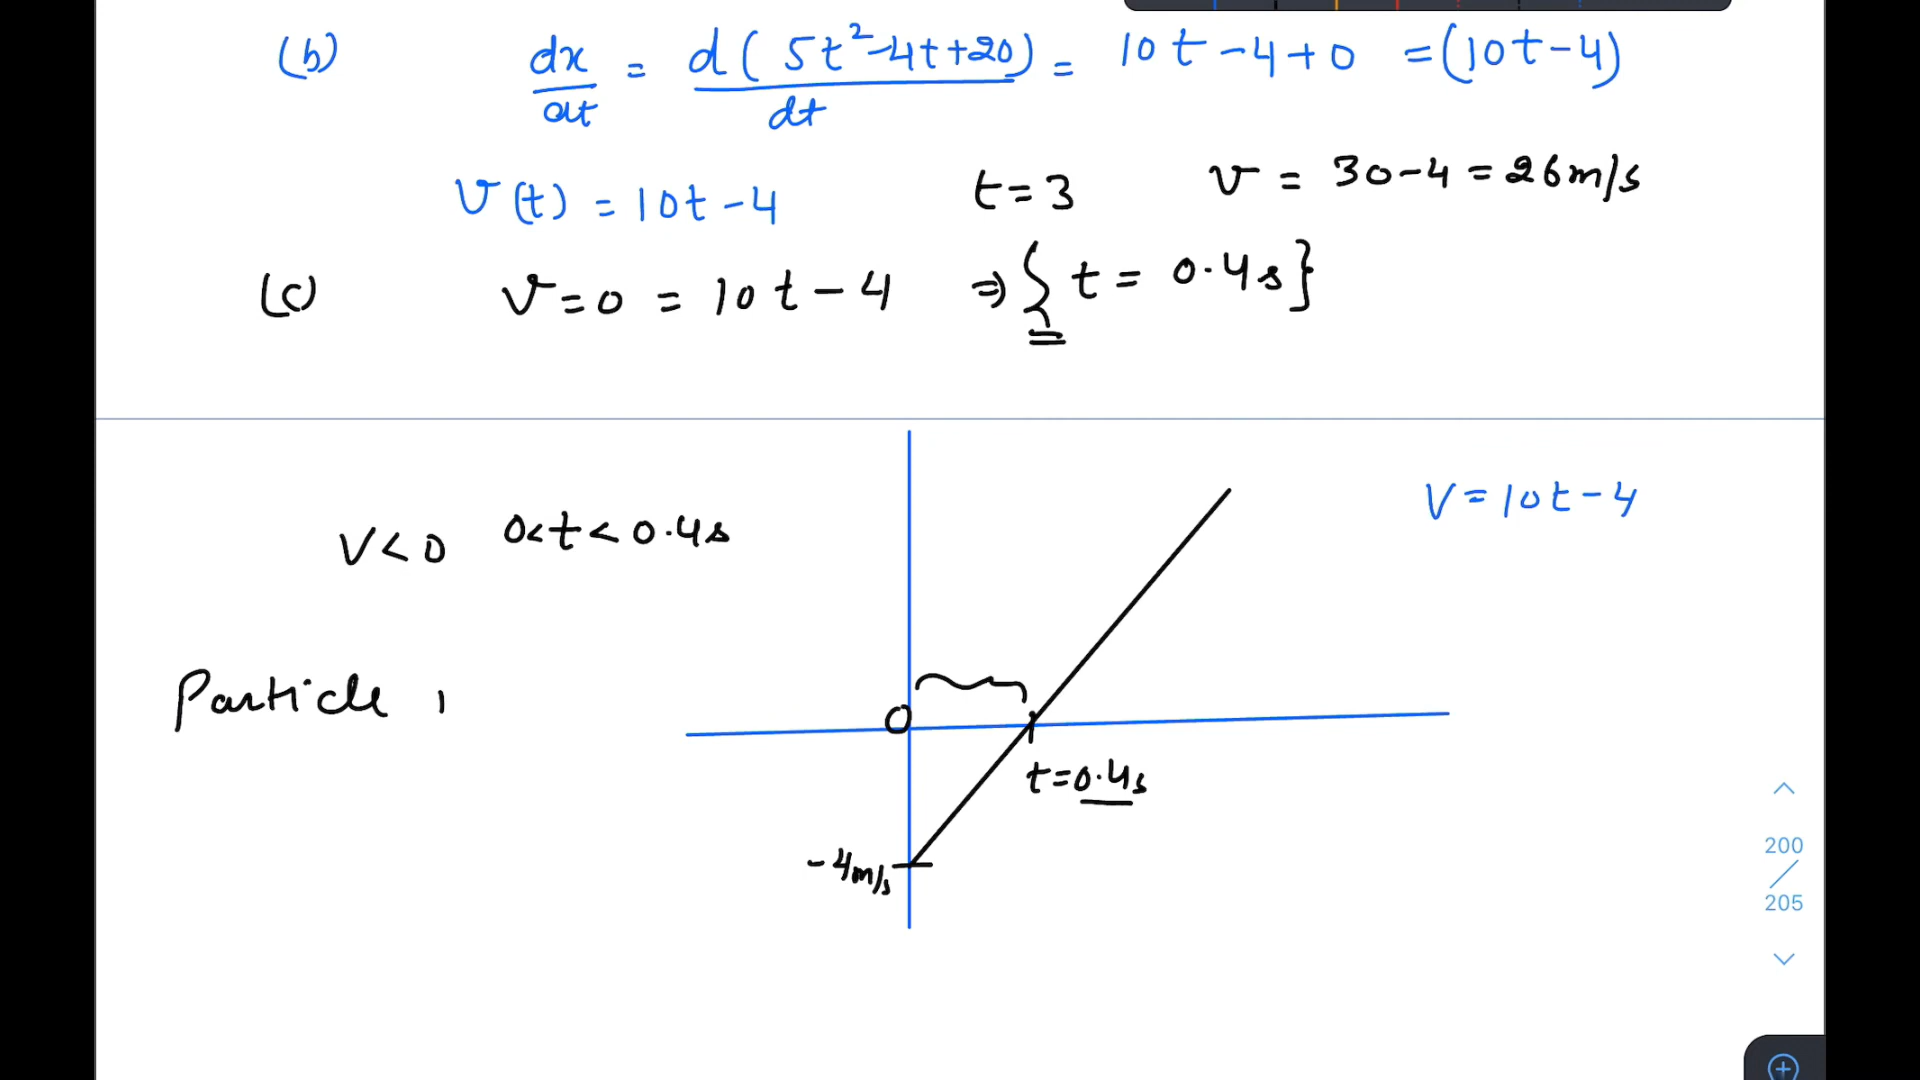 (b) dx/dt = d(5t²-4t+20)/dt = 10t-4+0 =(10t-4)
v(t) = 10t-4 t=3 v = 30-4 = 26m/s
(c) v=0 = 10t-4 ⇒{t = 0.4s}
V=10t-4
V<0 0<t<0.4s
Particle
0
t=0.4s
-4m/s
200
/
205